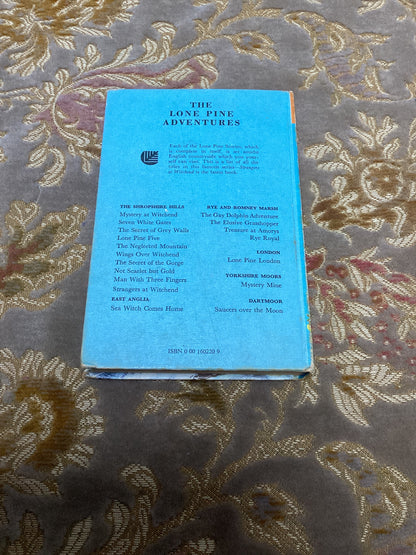 THE
LONE PINE
ADVENTURES
Each of the Lone Pine Stories, which
is complete in itself, is set amidst
English countryside which you your-
self can visit. This is a list of all the
titles in this famous series—Strangers
at Witchend is the latest book.
THE SHROPSHIRE HILLS
Mystery at Witchend
Seven White Gates
The Secret of Grey Walls
Lone Pine Five
The Neglected Mountain
Wings Over Witchend
The Secret of the Gorge
Not Scarlet but Gold
Man With Three Fingers
Strangers at Witchend
EAST ANGLIA
Sea Witch Comes Home
RYE AND ROMNEY MARSH
The Gay Dolphin Adventure
The Elusive Grasshopper
Treasure at Amorys
Rye Royal
LONDON
Lone Pine London
YORKSHIRE MOORS
Mystery Mine
DARTMOOR
Saucers over the Moor
ISBN 0 00 160220 9